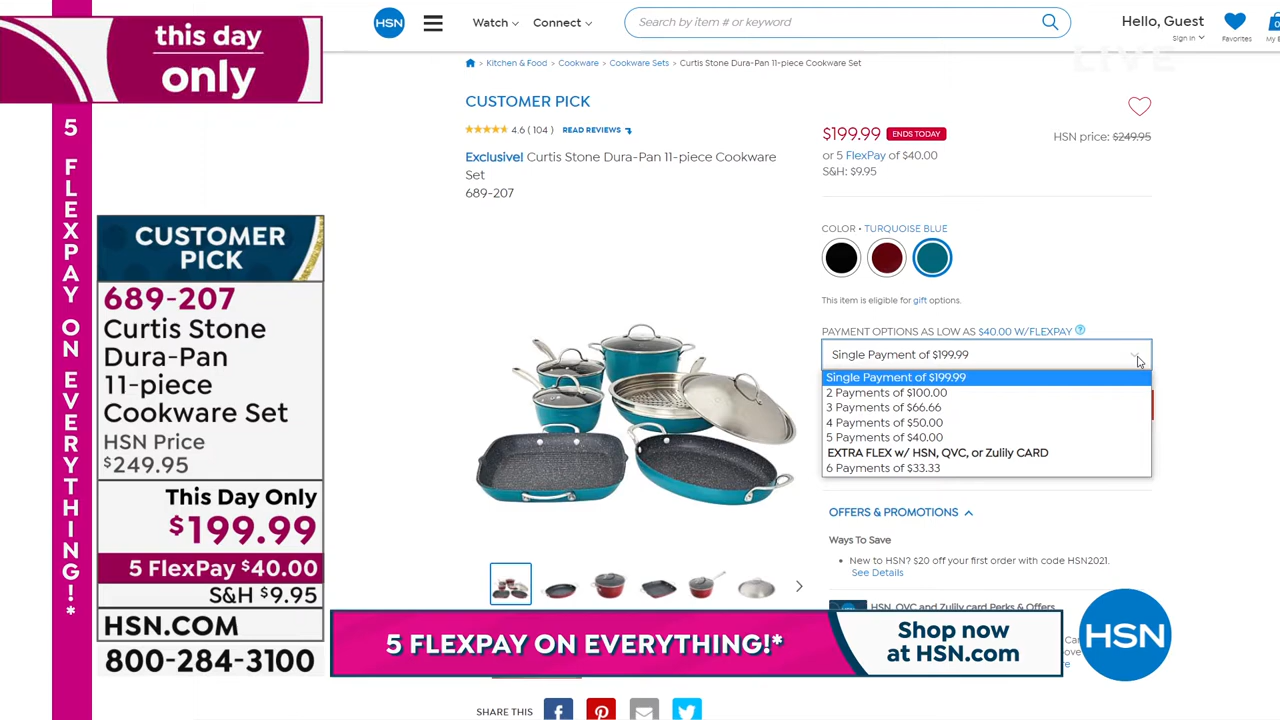 this day
only
5 FLEXPAY ON EVERYTHING!*
CUSTOMER
PICK
689-207
Curtis Stone
Dura-Pan
11-piece
Cookware Set
HSN Price
$249.95
This Day Only
$199.99
5 FlexPay $40.00
S&H $9.95
HSN.COM
800-284-3100
HSN
Watch
Connect
Search by item # or keyword
Hello, Guest
Sign In
Favorites
0
LIVE
Kitchen & Food > Cookware > Cookware Sets > Curtis Stone Dura-Pan 11-piece Cookware Set
CUSTOMER PICK
4.6 ( 104 ) READ REVIEWS
Exclusive! Curtis Stone Dura-Pan 11-piece Cookware
Set
689-207
$199.99 ENDS TODAY
HSN price: $249.95
or 5 FlexPay of $40.00
S&H: $9.95
COLOR • TURQUOISE BLUE
This item is eligible for gift options.
PAYMENT OPTIONS AS LOW AS $40.00 W/FLEXPAY ?
Single Payment of $199.99
Single Payment of $199.99
2 Payments of $100.00
3 Payments of $66.66
4 Payments of $50.00
5 Payments of $40.00
EXTRA FLEX w/ HSN, QVC, or Zulily CARD
6 Payments of $33.33
OFFERS & PROMOTIONS
Ways To Save
• New to HSN? $20 off your first order with code HSN2021.
See Details
HSN, QVC and Zulily card Perks & Offers
5 FLEXPAY ON EVERYTHING!*
Shop now
at HSN.com
HSN
SHARE THIS